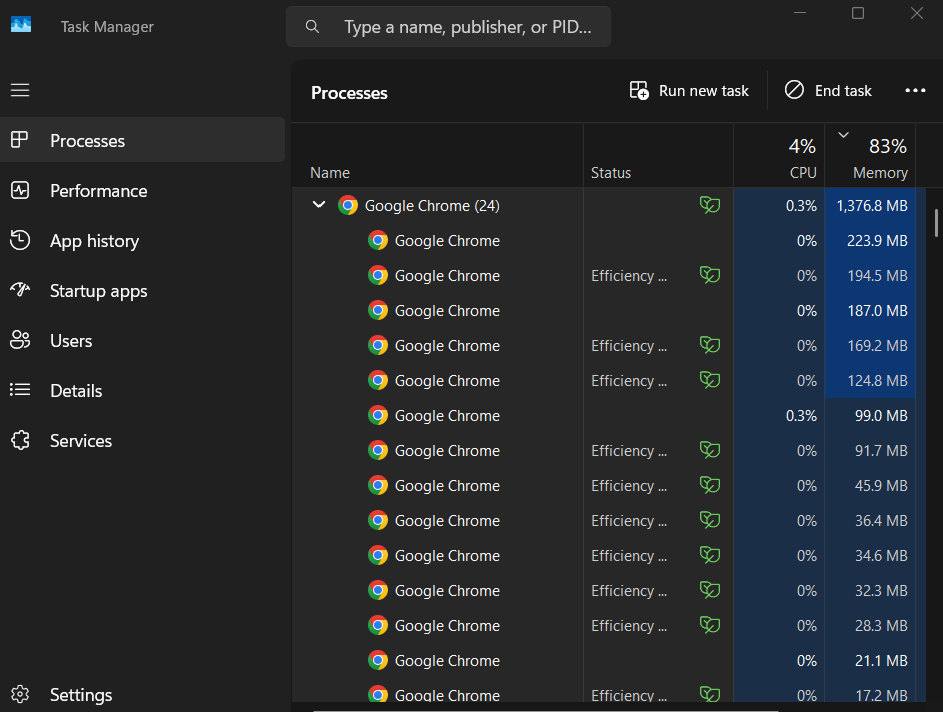 Task Manager
Type a name, publisher, or PID...
Processes
Run new task
End task
Processes
Performance
App history
Startup apps
Users
Details
Services
Settings
4% 83%
Name Status CPU Memory
Google Chrome (24) 0.3% 1,376.8 MB
Google Chrome 0% 223.9 MB
Google Chrome Efficiency ... 0% 194.5 MB
Google Chrome 0% 187.0 MB
Google Chrome Efficiency ... 0% 169.2 MB
Google Chrome Efficiency ... 0% 124.8 MB
Google Chrome 0.3% 99.0 MB
Google Chrome Efficiency ... 0% 91.7 MB
Google Chrome Efficiency ... 0% 45.9 MB
Google Chrome Efficiency ... 0% 36.4 MB
Google Chrome Efficiency ... 0% 34.6 MB
Google Chrome Efficiency ... 0% 32.3 MB
Google Chrome Efficiency ... 0% 28.3 MB
Google Chrome 0% 21.1 MB
Google Chrome Efficiency ... 0% 17.2 MB